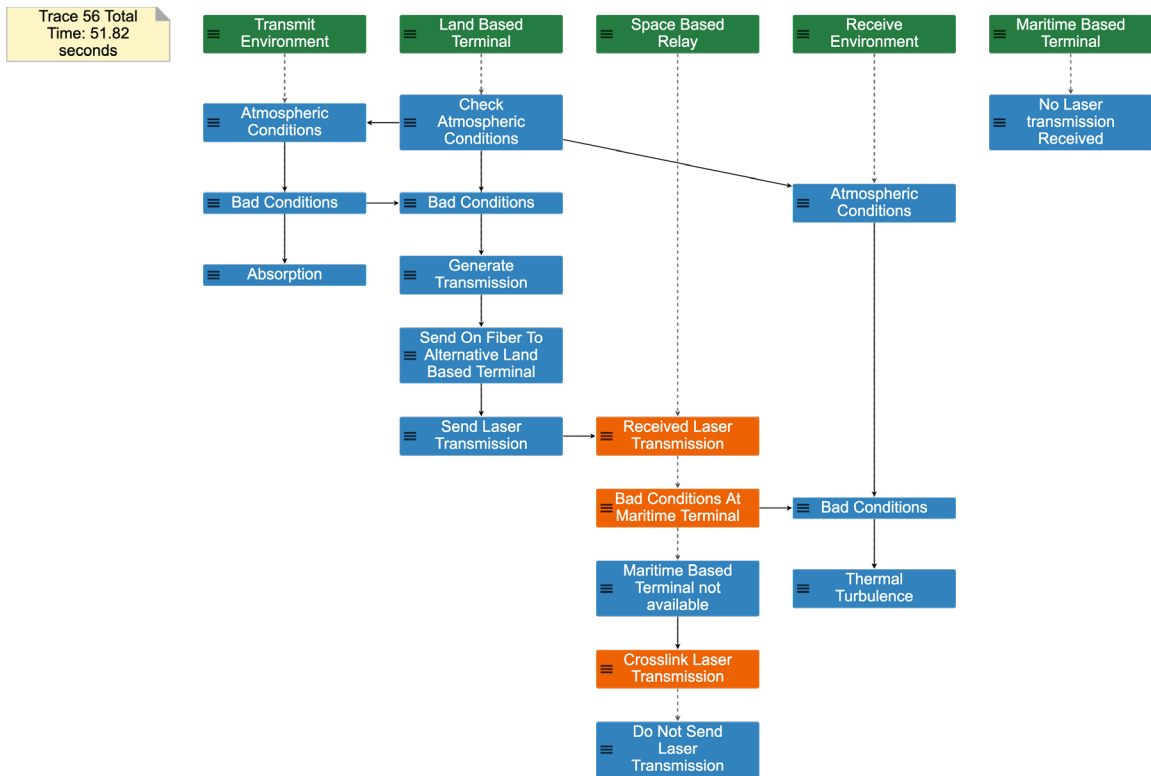 Trace 56 Total
Time: 51.82
seconds
Transmit
Environment
Land Based
Terminal
Space Based
Relay
Receive
Environment
Maritime Based
Terminal
Atmospheric
Conditions
Check
Atmospheric
Conditions
No Laser
transmission
Received
Bad Conditions
Bad Conditions
Atmospheric
Conditions
Absorption
Generate
Transmission
Send On Fiber To
Alternative Land
Based Terminal
Send Laser
Transmission
Received Laser
Transmission
Bad Conditions At
Maritime Terminal
Bad Conditions
Maritime Based
Terminal not
available
Thermal
Turbulence
Crosslink Laser
Transmission
Do Not Send
Laser
Transmission